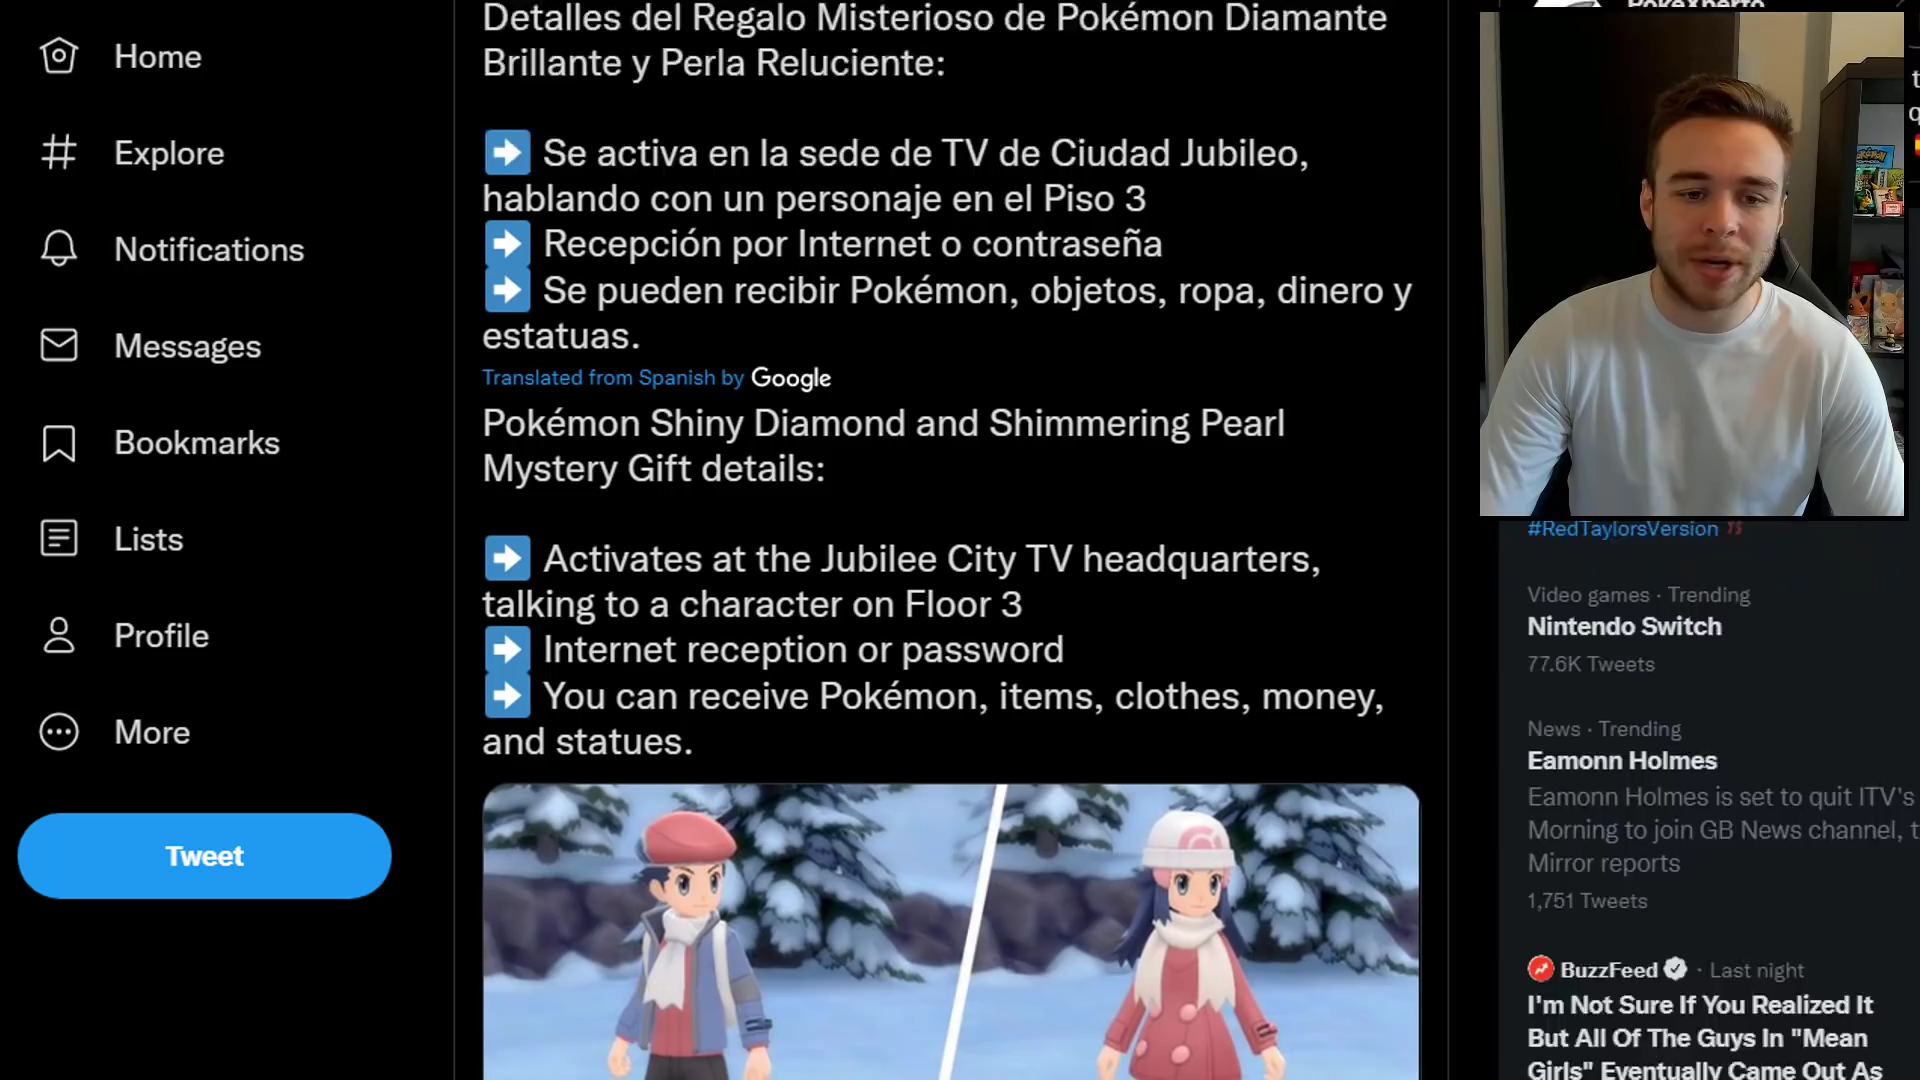 Home
Explore
Notifications
Messages
Bookmarks
Lists
Profile
More
Tweet
Detalles del Regalo Misterioso de Pokémon Diamante
Brillante y Perla Reluciente:
➡ Se activa en la sede de TV de Ciudad Jubileo,
hablando con un personaje en el Piso 3
➡ Recepción por Internet o contraseña
➡ Se pueden recibir Pokémon, objetos, ropa, dinero y
estatuas.
Translated from Spanish by Google
Pokémon Shiny Diamond and Shimmering Pearl
Mystery Gift details:
➡ Activates at the Jubilee City TV headquarters,
talking to a character on Floor 3
➡ Internet reception or password
➡ You can receive Pokémon, items, clothes, money,
and statues.
#RedTaylorsVersion
Video games · Trending
Nintendo Switch
77.6K Tweets
News · Trending
Eamonn Holmes
Eamonn Holmes is set to quit ITV's
Morning to join GB News channel, t
Mirror reports
1,751 Tweets
BuzzFeed · Last night
I'm Not Sure If You Realized It
But All Of The Guys In "Mean
Girls" Eventually Came Out As